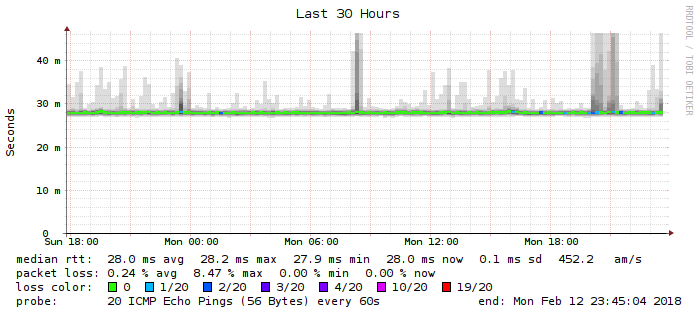 Last 30 Hours
RRDTOOL / TOBI OETIKER
Seconds
40 m
30 m
20 m
10 m
0
Sun 18:00 Mon 00:00 Mon 06:00 Mon 12:00 Mon 18:00
median rtt: 28.0 ms avg 28.2 ms max 27.9 ms min 28.0 ms now 0.1 ms sd 452.2 am/s
packet loss: 0.24 % avg 8.47 % max 0.00 % min 0.00 % now
loss color: 0 1/20 2/20 3/20 4/20 10/20 19/20
probe: 20 ICMP Echo Pings (56 Bytes) every 60s end: Mon Feb 12 23:45:04 2018